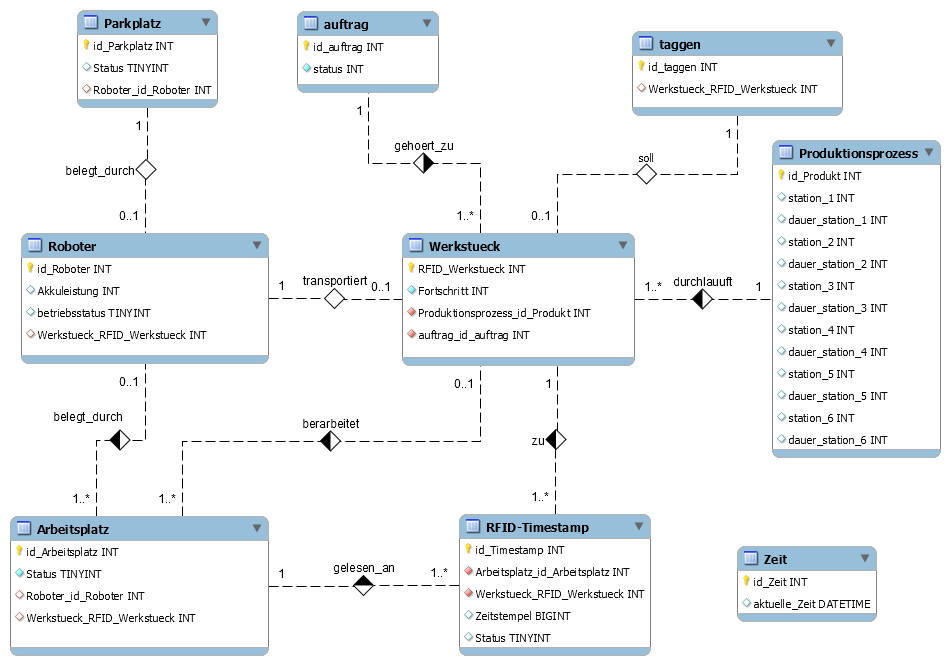 Parkplatz
id_Parkplatz INT
Status TINYINT
Roboter_id_Roboter INT
auftrag
id_auftrag INT
status INT
taggen
id_taggen INT
Werkstueck_RFID_Werkstueck INT
1
belegt_durch
0..1
1
gehoert_zu
1..*
1
soll
0..1
Produktionsprozess
id_Produkt INT
station_1 INT
dauer_station_1 INT
station_2 INT
dauer_station_2 INT
station_3 INT
dauer_station_3 INT
station_4 INT
dauer_station_4 INT
station_5 INT
dauer_station_5 INT
station_6 INT
dauer_station_6 INT
Roboter
id_Roboter INT
Akkuleistung INT
betriebsstatus TINYINT
Werkstueck_RFID_Werkstueck INT
1
transportiert
0..1
Werkstueck
RFID_Werkstueck INT
Fortschritt INT
Produktionsprozess_id_Produkt INT
auftrag_id_auftrag INT
1..*
durchlauuft
1
0..1
belegt_durch
1..*
0..1
berarbeitet
1..*
1
zu
1..*
Arbeitsplatz
id_Arbeitsplatz INT
Status TINYINT
Roboter_id_Roboter INT
Werkstueck_RFID_Werkstueck INT
1
gelesen_an
1..*
RFID-Timestamp
id_Timestamp INT
Arbeitsplatz_id_Arbeitsplatz INT
Werkstueck_RFID_Werkstueck INT
Zeitstempel BIGINT
Status TINYINT
Zeit
id_Zeit INT
aktuelle_Zeit DATETIME